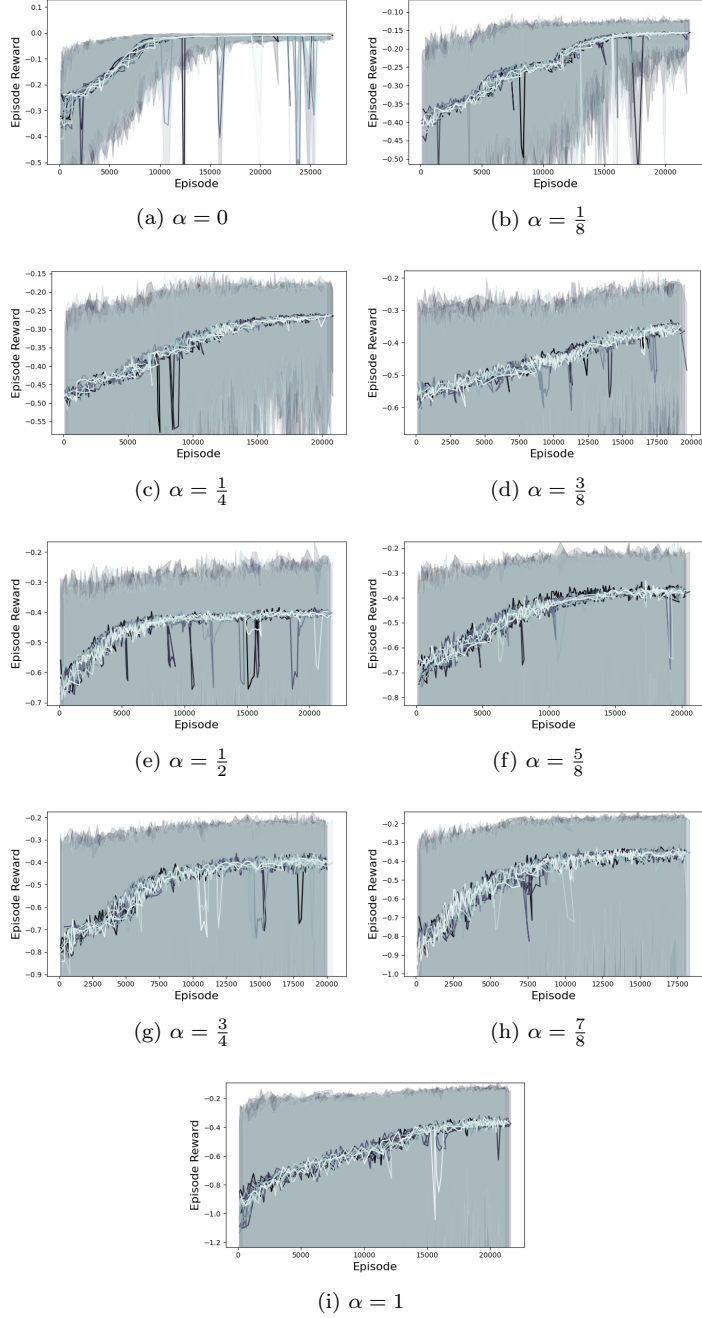 0.1
0.0
−0.1
−0.2
−0.3
−0.4
−0.5
Episode Reward
0 5000 10000 15000 20000 25000
Episode
(a) α = 0
−0.10
−0.15
−0.20
−0.25
−0.30
−0.35
−0.40
−0.45
−0.50
Episode Reward
0 5000 10000 15000 20000
Episode
(b) α = 1/8
−0.15
−0.20
−0.25
−0.30
−0.35
−0.40
−0.45
−0.50
−0.55
Episode Reward
0 5000 10000 15000 20000
Episode
(c) α = 1/4
−0.2
−0.3
−0.4
−0.5
−0.6
Episode Reward
0 2500 5000 7500 10000 12500 15000 17500 20000
Episode
(d) α = 3/8
−0.2
−0.3
−0.4
−0.5
−0.6
−0.7
Episode Reward
0 5000 10000 15000 20000
Episode
(e) α = 1/2
−0.2
−0.3
−0.4
−0.5
−0.6
−0.7
−0.8
Episode Reward
0 5000 10000 15000 20000
Episode
(f) α = 5/8
−0.2
−0.3
−0.4
−0.5
−0.6
−0.7
−0.8
−0.9
Episode Reward
0 2500 5000 7500 10000 12500 15000 17500 20000
Episode
(g) α = 3/4
−0.2
−0.3
−0.4
−0.5
−0.6
−0.7
−0.8
−0.9
−1.0
Episode Reward
0 2500 5000 7500 10000 12500 15000 17500
Episode
(h) α = 7/8
−0.2
−0.4
−0.6
−0.8
−1.0
−1.2
Episode Reward
0 5000 10000 15000 20000
Episode
(i) α = 1